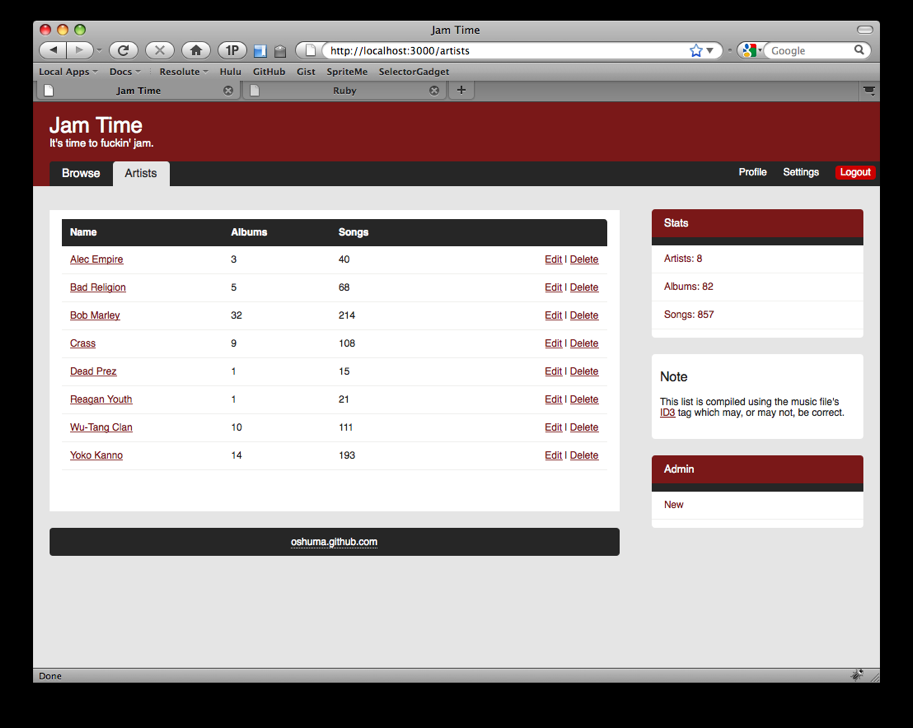 Jam Time
1P http://localhost:3000/artists Google
Local Apps Docs Resolute Hulu GitHub Gist SpriteMe SelectorGadget
Jam Time Ruby +
Jam Time
It's time to fuckin' jam.
Browse Artists Profile Settings Logout
Name Albums Songs
Alec Empire 3 40 Edit | Delete
Bad Religion 5 68 Edit | Delete
Bob Marley 32 214 Edit | Delete
Crass 9 108 Edit | Delete
Dead Prez 1 15 Edit | Delete
Reagan Youth 1 21 Edit | Delete
Wu-Tang Clan 10 111 Edit | Delete
Yoko Kanno 14 193 Edit | Delete
oshuma.github.com
Stats
Artists: 8
Albums: 82
Songs: 857
Note
This list is compiled using the music file's
ID3 tag which may, or may not, be correct.
Admin
New
Done